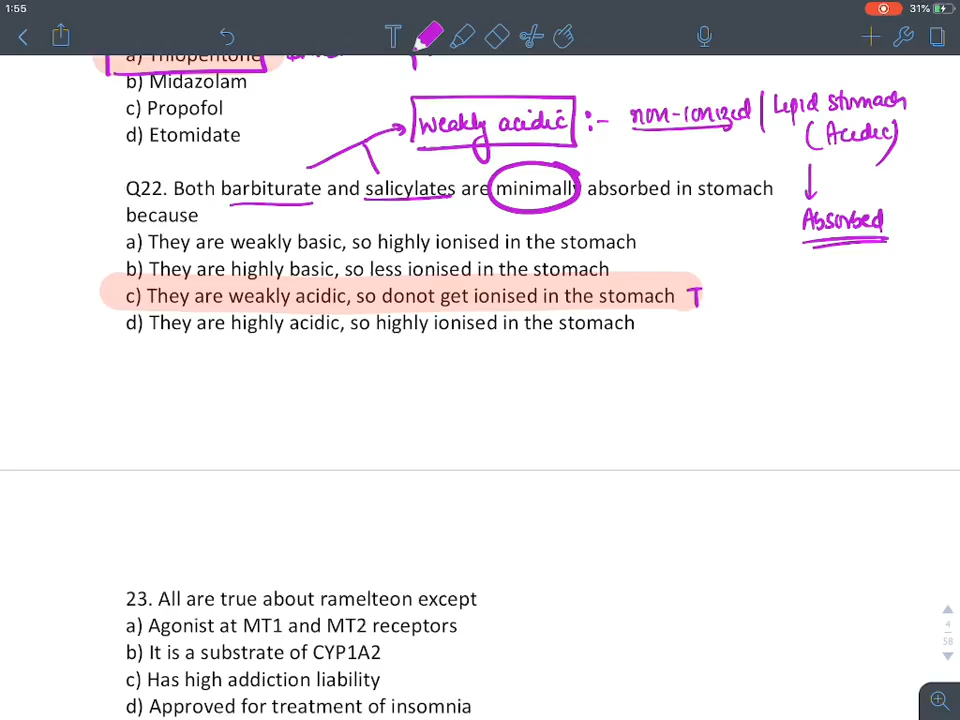 1:55
31%
T
a) Thiopentone
b) Midazolam
c) Propofol
d) Etomidate
weakly acidic :- non-ionized | Lepid stomach
(Acedec)
Absorbed
Q22. Both barbiturate and salicylates are minimally absorbed in stomach
because
a) They are weakly basic, so highly ionised in the stomach
b) They are highly basic, so less ionised in the stomach
c) They are weakly acidic, so donot get ionised in the stomach T
d) They are highly acidic, so highly ionised in the stomach
23. All are true about ramelteon except
a) Agonist at MT1 and MT2 receptors
b) It is a substrate of CYP1A2
c) Has high addiction liability
d) Approved for treatment of insomnia
4
58